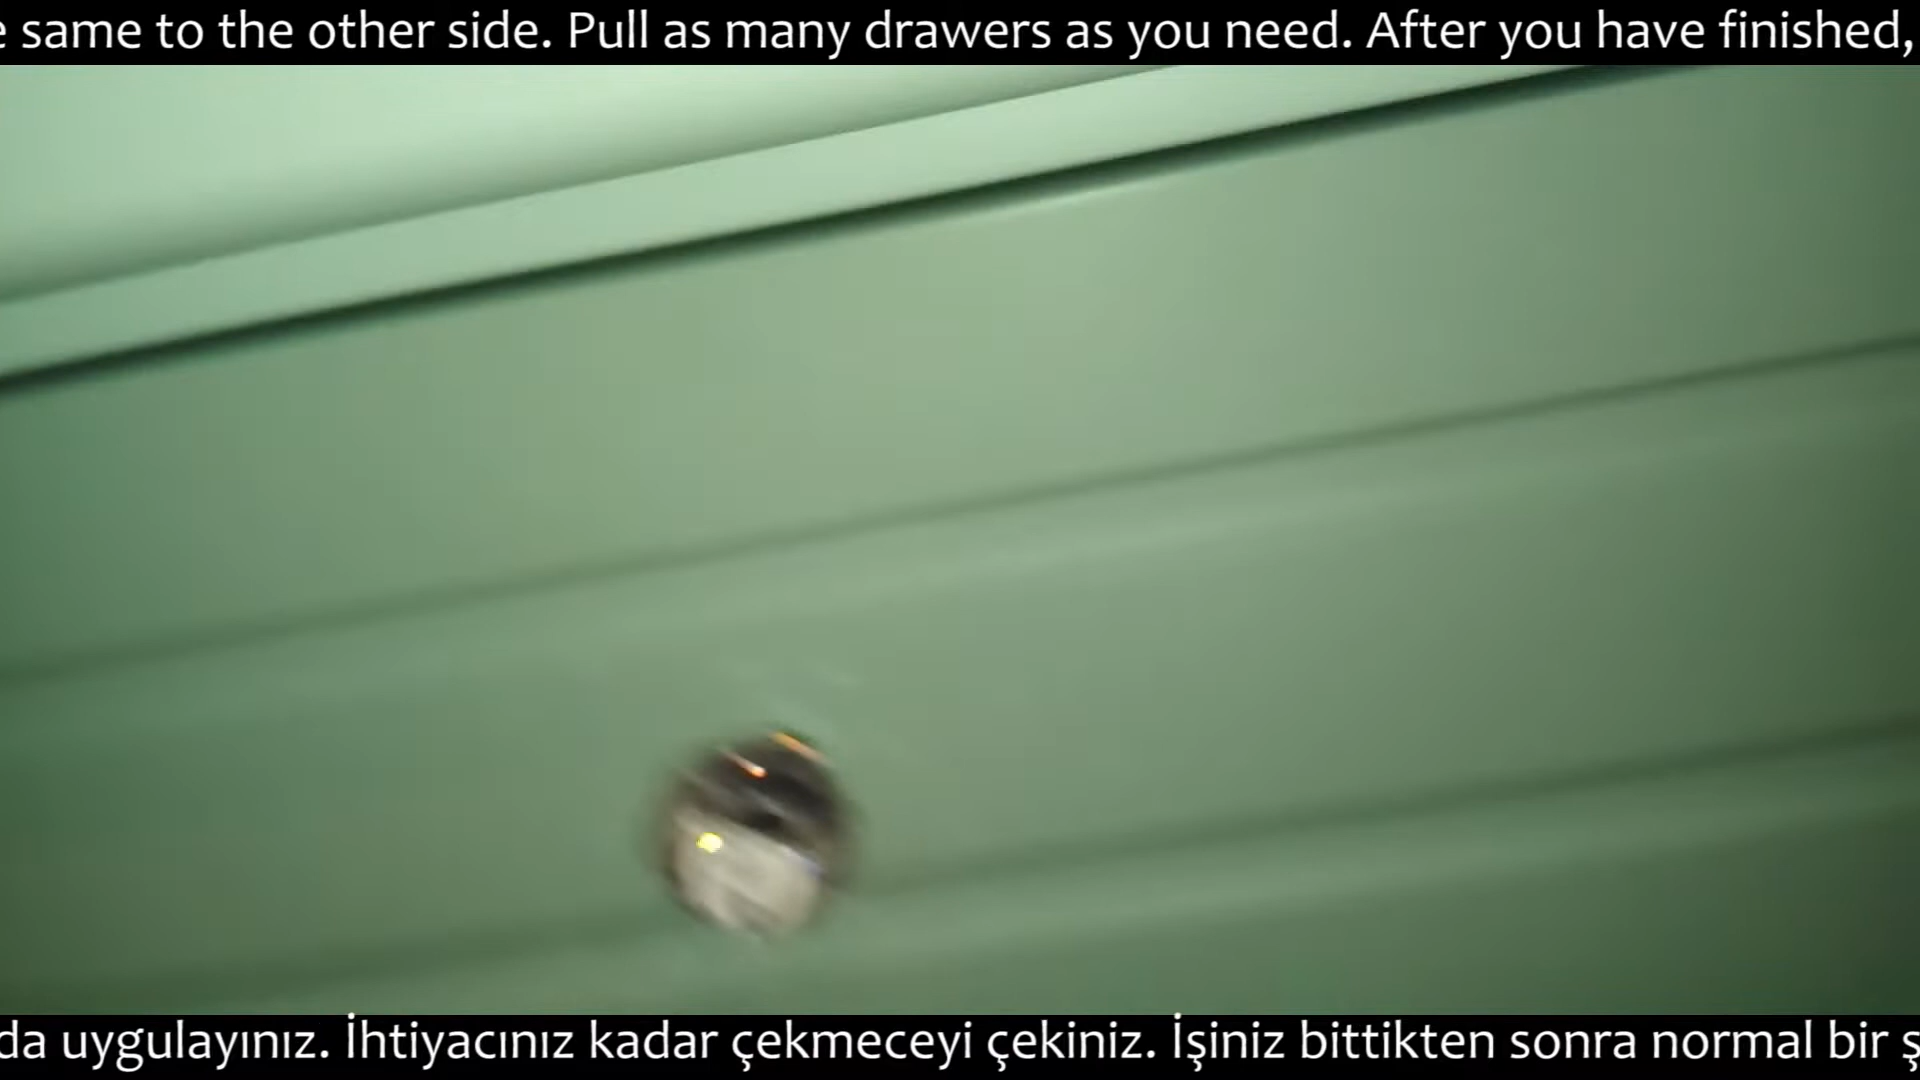 same to the other side. Pull as many drawers as you need. After you have finished,
da uygulayınız. İhtiyacınız kadar çekmeceyi çekiniz. İşiniz bittikten sonra normal bir